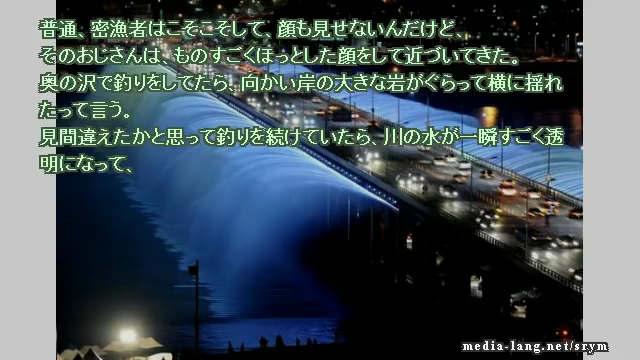 普通、密漁者はこそこそして、顔も見せないんだけど、
そのおじさんは、ものすごくほっとした顔をして近づいてきた。
奥の沢で釣りをしてたら、向かい岸の大きな岩がぐらって横に揺れ
たって言う。
見間違えたかと思って釣りを続けていたら、川の水が一瞬すごく透
明になって、
media-lang.net/srym